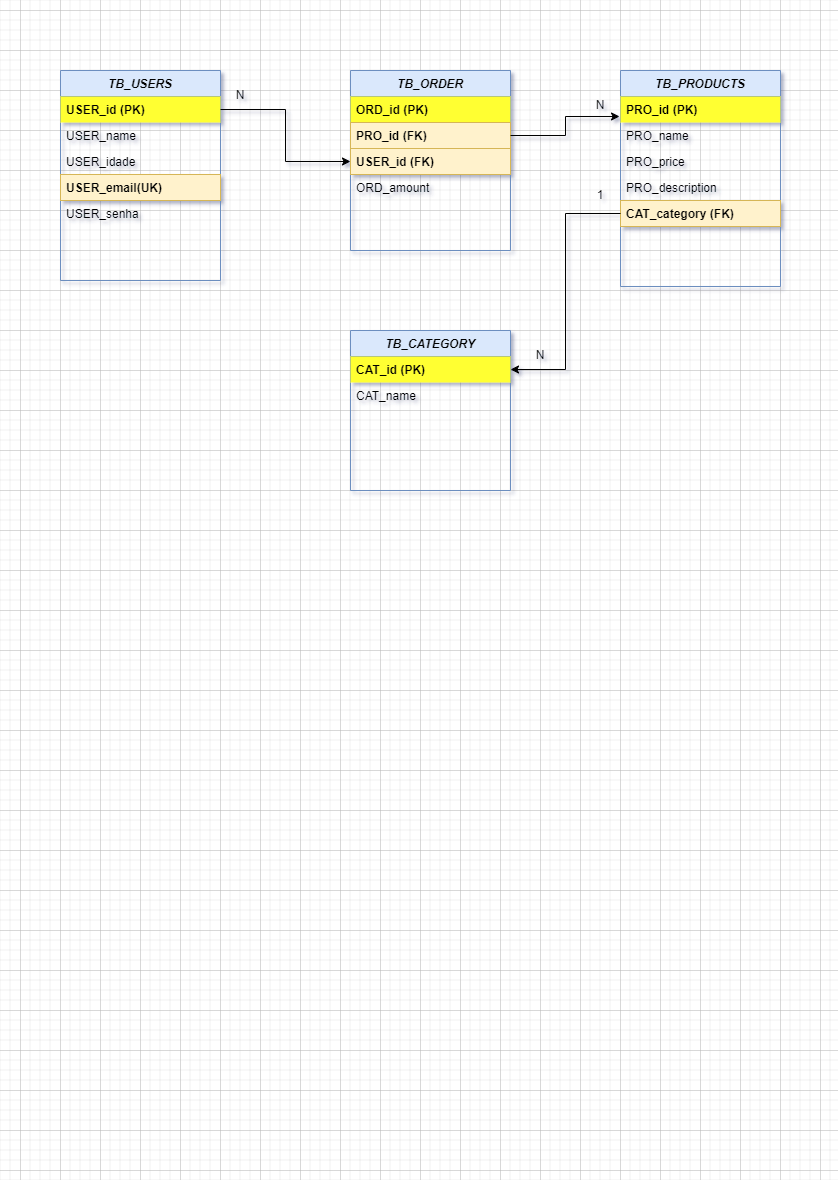 TB_USERS
USER_id (PK)
USER_name
USER_idade
USER_email(UK)
USER_senha
N
TB_ORDER
ORD_id (PK)
PRO_id (FK)
USER_id (FK)
ORD_amount
N
TB_PRODUCTS
PRO_id (PK)
PRO_name
PRO_price
PRO_description
CAT_category (FK)
1
TB_CATEGORY
CAT_id (PK)
CAT_name
N